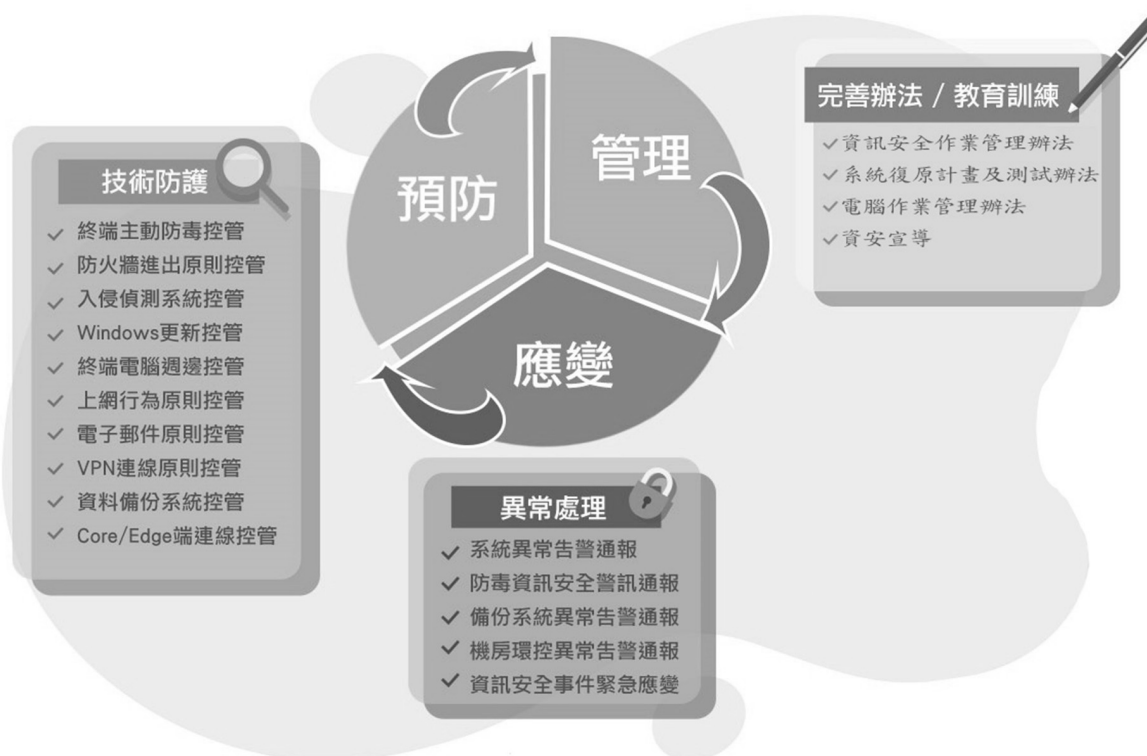 預防
管理
應變
技術防護
終端主動防毒控管
防火牆進出原則控管
入侵偵測系統控管
Windows更新控管
終端電腦週邊控管
上網行為原則控管
電子郵件原則控管
VPN連線原則控管
資料備份系統控管
Core/Edge端連線控管
完善辦法 / 教育訓練
資訊安全作業管理辦法
系統復原計畫及測試辦法
電腦作業管理辦法
資安宣導
異常處理
系統異常告警通報
防毒資訊安全警訊通報
備份系統異常告警通報
機房環控異常告警通報
資訊安全事件緊急應變